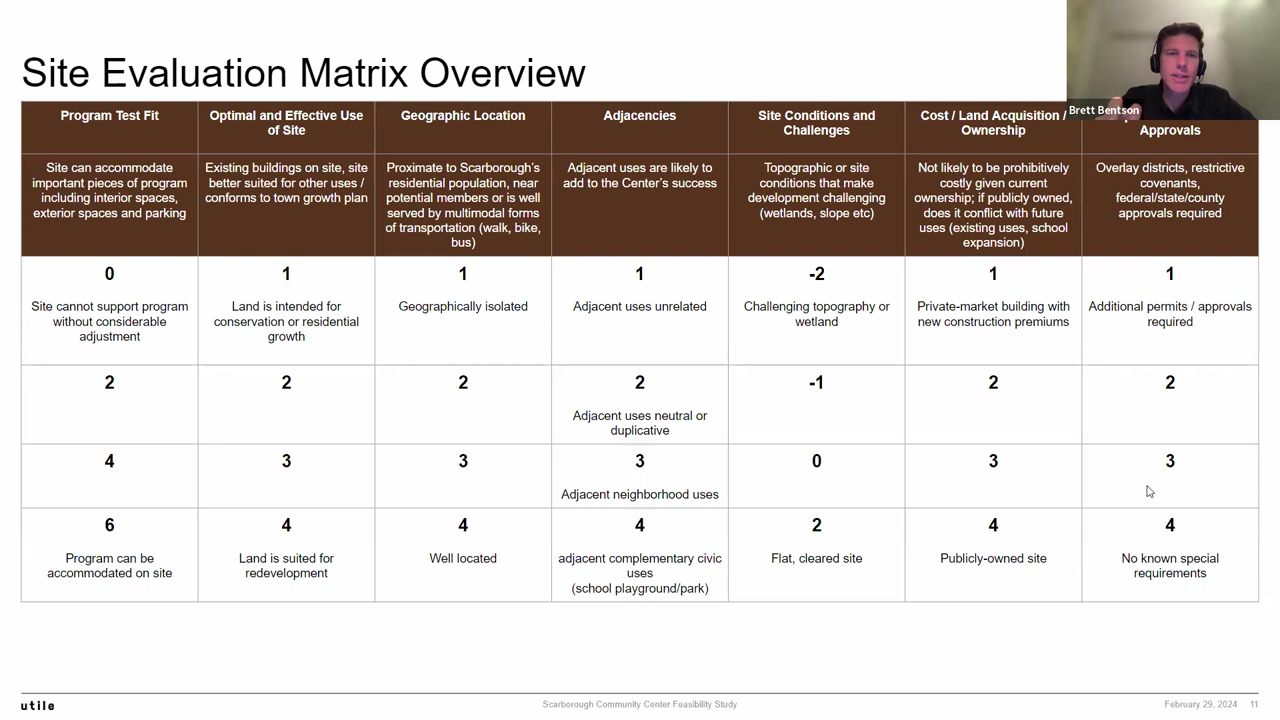 Site Evaluation Matrix Overview
Brett Bentson
Program Test Fit
Optimal and Effective Use
of Site
Geographic Location
Adjacencies
Site Conditions and
Challenges
Cost / Land Acquisition /
Ownership
Approvals
Site can accommodate
important pieces of program
including interior spaces,
exterior spaces and parking
Existing buildings on site, site
better suited for other uses /
conforms to town growth plan
Proximate to Scarborough's
residential population, near
potential members or is well
served by multimodal forms
of transportation (walk, bike,
bus)
Adjacent uses are likely to
add to the Center's success
Topographic or site
conditions that make
development challenging
(wetlands, slope etc)
Not likely to be prohibitively
costly given current
ownership; if publicly owned,
does it conflict with future
uses (existing uses, school
expansion)
Overlay districts, restrictive
covenants,
federal/state/county
approvals required
0
Site cannot support program
without considerable
adjustment
1
Land is intended for
conservation or residential
growth
1
Geographically isolated
1
Adjacent uses unrelated
-2
Challenging topography or
wetland
1
Private-market building with
new construction premiums
1
Additional permits / approvals
required
2
2
2
2
Adjacent uses neutral or
duplicative
-1
2
2
4
3
3
3
Adjacent neighborhood uses
0
3
3
6
Program can be
accommodated on site
4
Land is suited for
redevelopment
4
Well located
4
adjacent complementary civic
uses
(school playground/park)
2
Flat, cleared site
4
Publicly-owned site
4
No known special
requirements
utile
Scarborough Community Center Feasibility Study
February 29, 2024 11